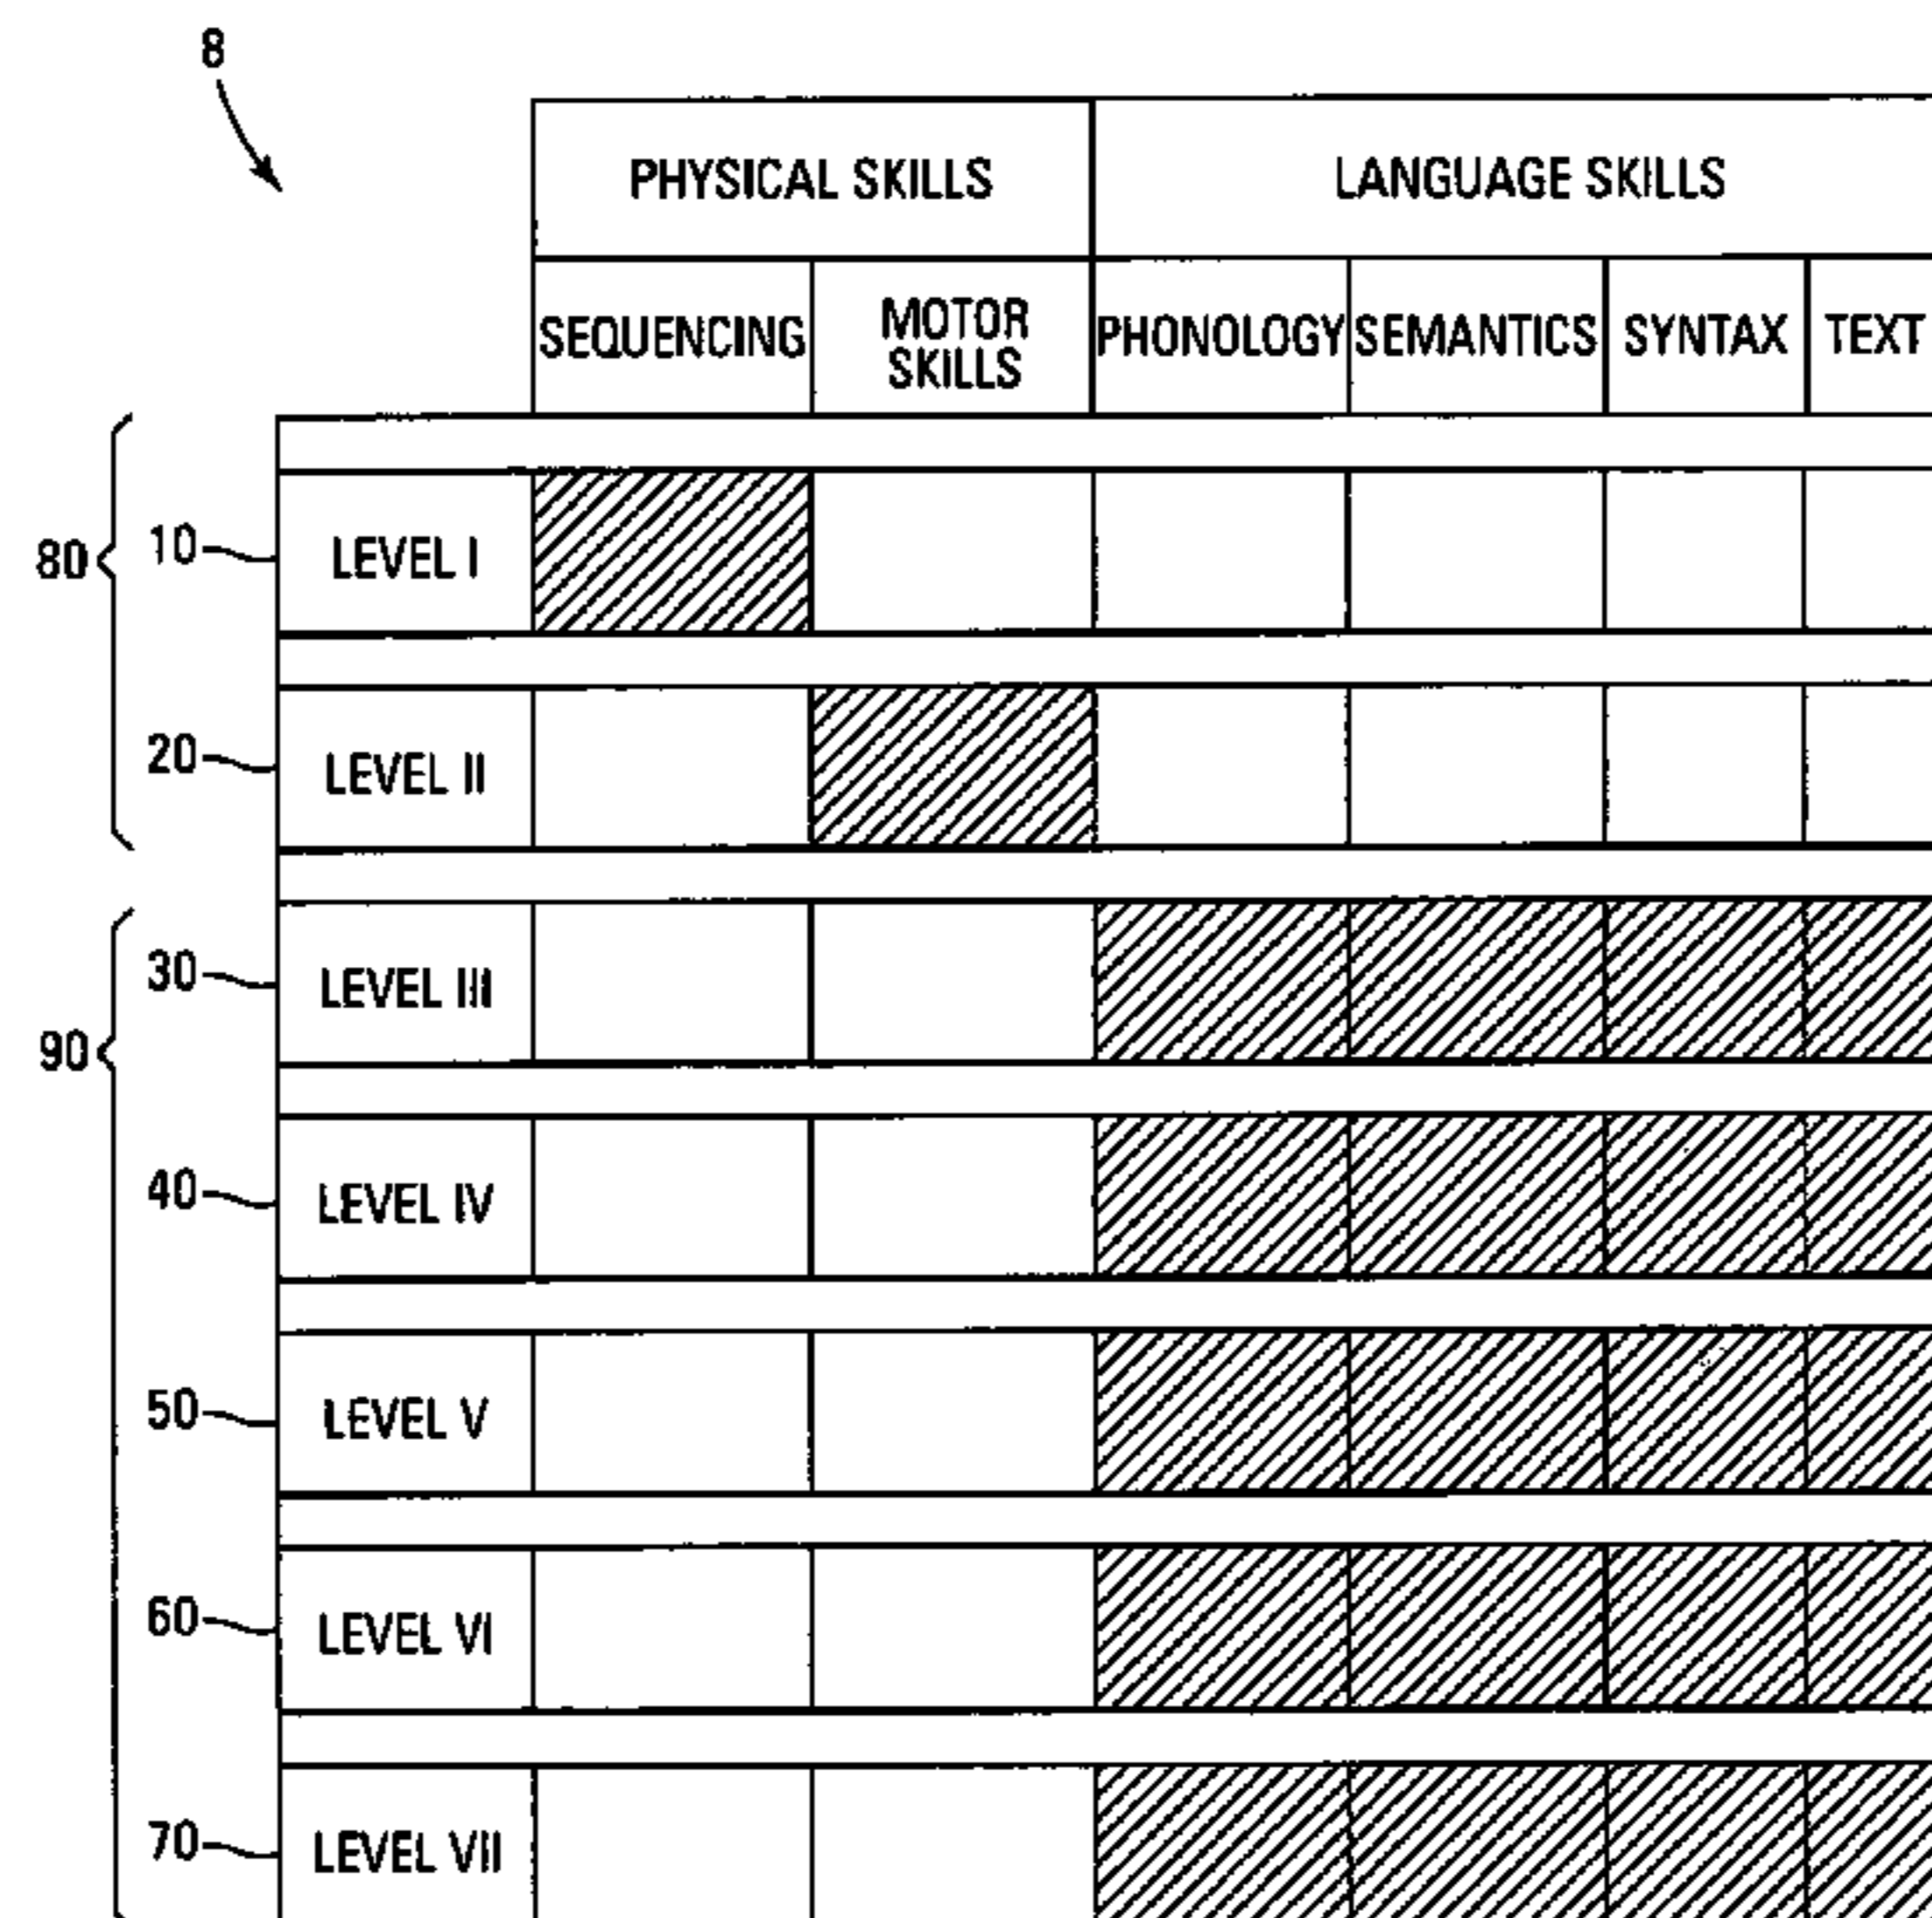 8
PHYSICAL SKILLS LANGUAGE SKILLS
SEQUENCING MOTOR SKILLS PHONOLOGY SEMANTICS SYNTAX TEXT
80 10 LEVEL I
20 LEVEL II
90 30 LEVEL III
40 LEVEL IV
50 LEVEL V
60 LEVEL VI
70 LEVEL VII